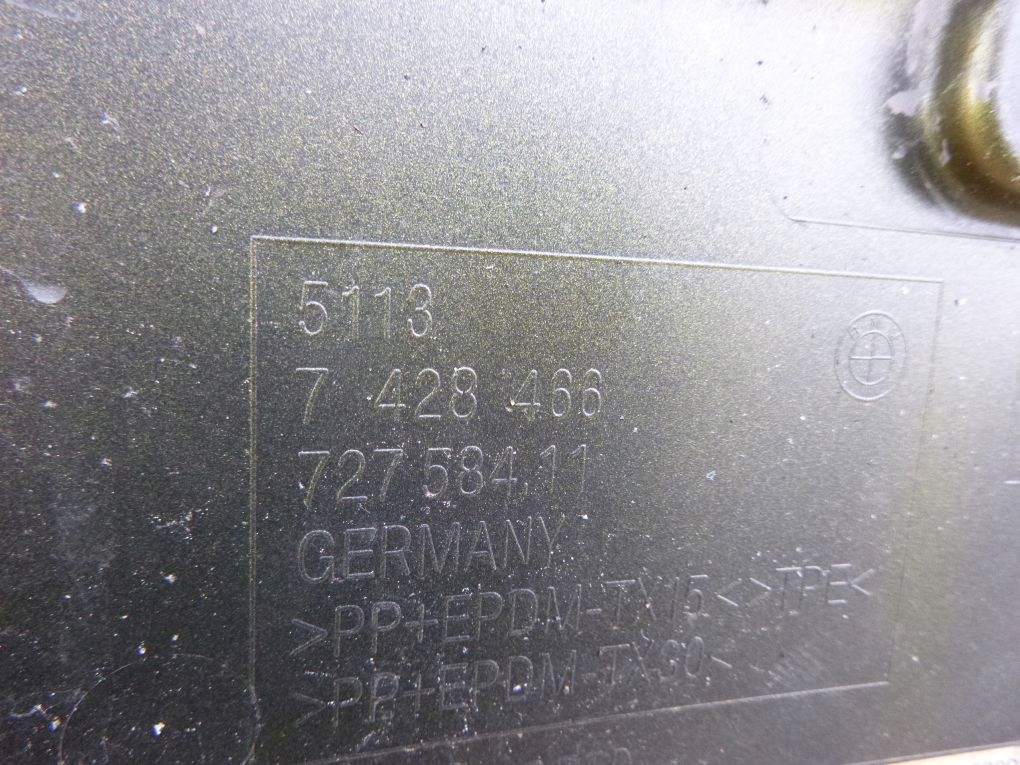 5113
7 428 466
727 584.11
GERMANY
>PP+EPDM-TX15<>TPE<
>PP+EPDM-TX30<